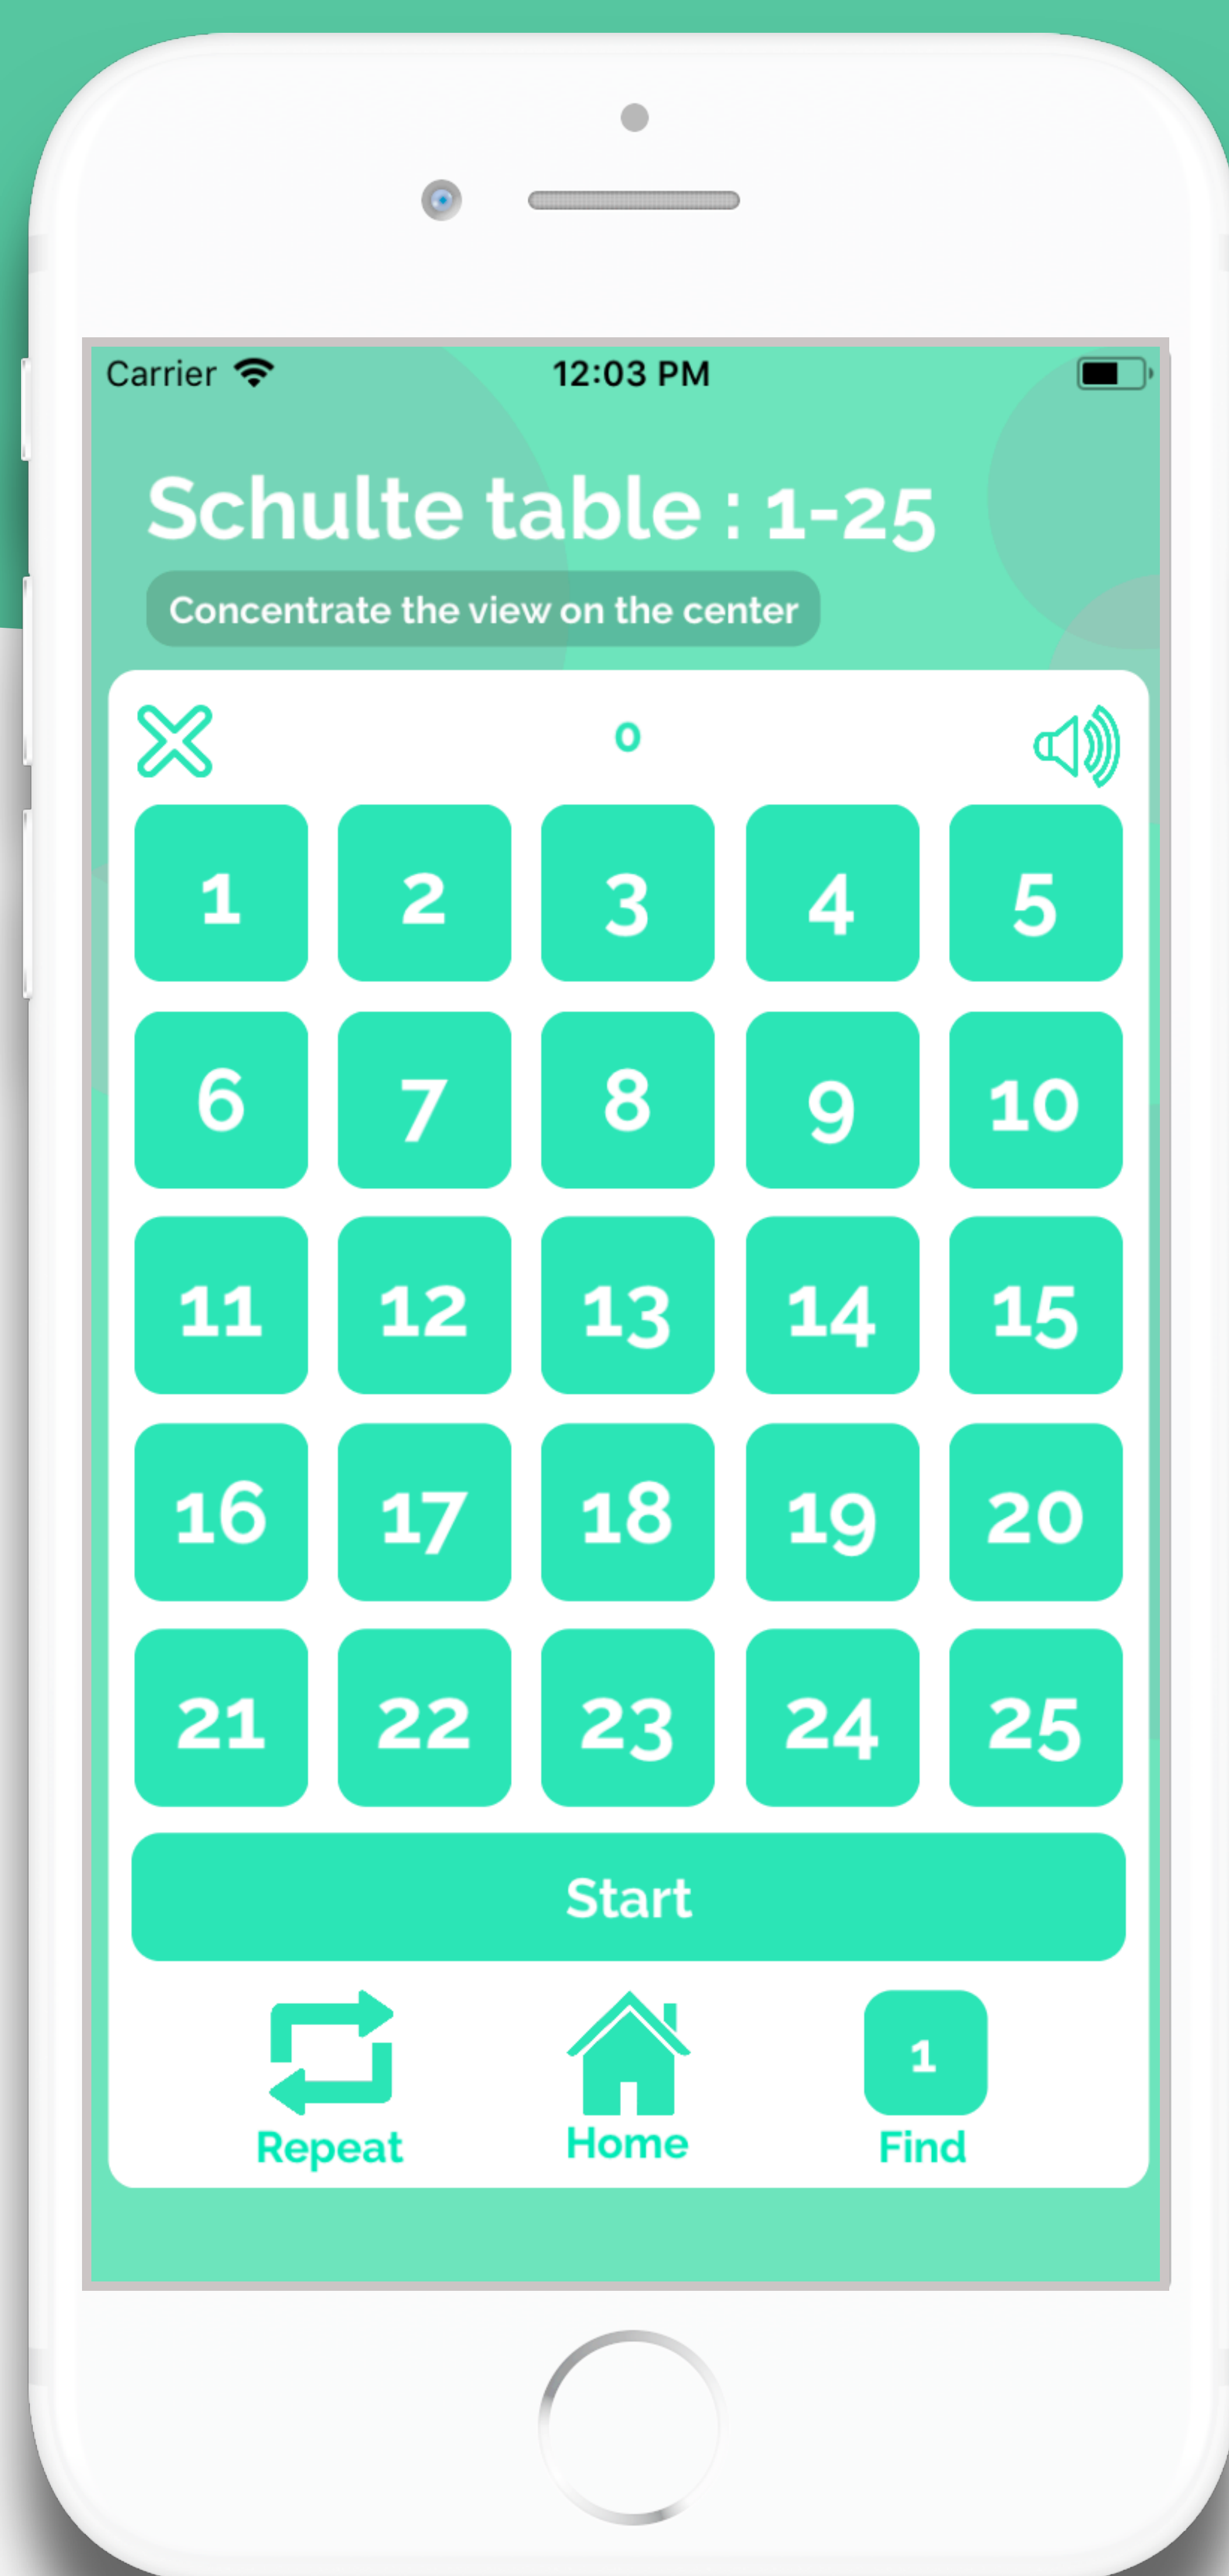 Carrier 12:03 PM
Schulte table : 1-25
Concentrate the view on the center
0
1 2 3 4 5
6 7 8 9 10
11 12 13 14 15
16 17 18 19 20
21 22 23 24 25
Start
1
Repeat Home Find